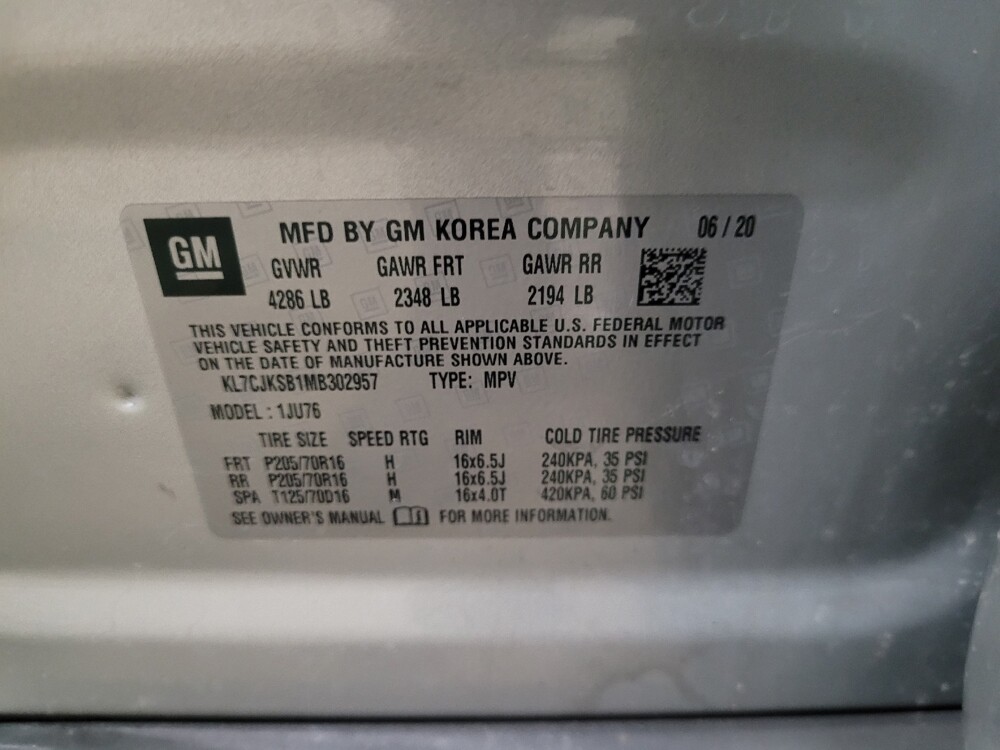 GM
MFD BY GM KOREA COMPANY 06 / 20
GVWR GAWR FRT GAWR RR
4286 LB 2348 LB 2194 LB
THIS VEHICLE CONFORMS TO ALL APPLICABLE U.S. FEDERAL MOTOR
VEHICLE SAFETY AND THEFT PREVENTION STANDARDS IN EFFECT
ON THE DATE OF MANUFACTURE SHOWN ABOVE.
KL7CJKSB1MB302957 TYPE: MPV
MODEL : 1JU76
TIRE SIZE SPEED RTG RIM COLD TIRE PRESSURE
FRT P205/70R16 H 16x6.5J 240KPA, 35 PSI
RR P205/70R16 H 16x6.5J 240KPA, 35 PSI
SPA T125/70D16 M 16x4.0T 420KPA, 60 PSI
SEE OWNER'S MANUAL FOR MORE INFORMATION.